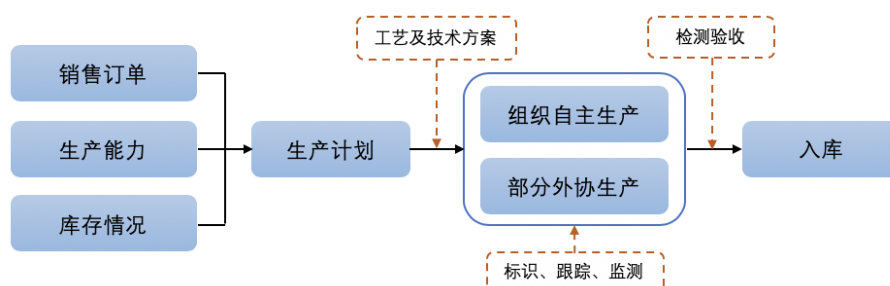 工艺及技术方案
检测验收
销售订单
生产能力
库存情况
生产计划
组织自主生产
部分外协生产
入库
标识、跟踪、监测